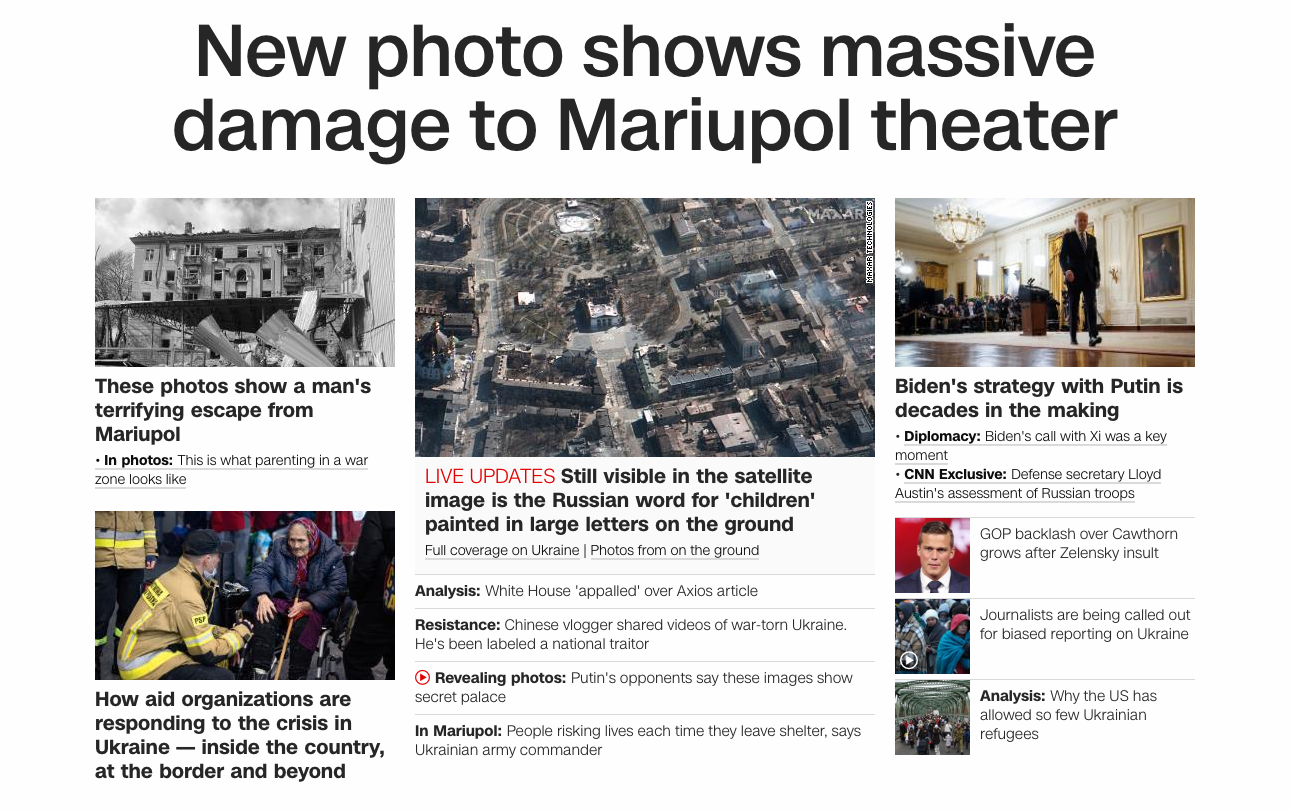 New photo shows massive
damage to Mariupol theater
These photos show a man's
terrifying escape from
Mariupol
• In photos: This is what parenting in a war
zone looks like
PSP
How aid organizations are
responding to the crisis in
Ukraine — inside the country,
at the border and beyond
MAXAR
MAXAR TECHNOLOGIES
LIVE UPDATES Still visible in the satellite
image is the Russian word for 'children'
painted in large letters on the ground
Full coverage on Ukraine | Photos from on the ground
Analysis: White House 'appalled' over Axios article
Resistance: Chinese vlogger shared videos of war-torn Ukraine.
He's been labeled a national traitor
Revealing photos: Putin's opponents say these images show
secret palace
In Mariupol: People risking lives each time they leave shelter, says
Ukrainian army commander
Biden's strategy with Putin is
decades in the making
• Diplomacy: Biden's call with Xi was a key
moment
• CNN Exclusive: Defense secretary Lloyd
Austin's assessment of Russian troops
GOP backlash over Cawthorn
grows after Zelensky insult
Journalists are being called out
for biased reporting on Ukraine
Analysis: Why the US has
allowed so few Ukrainian
refugees